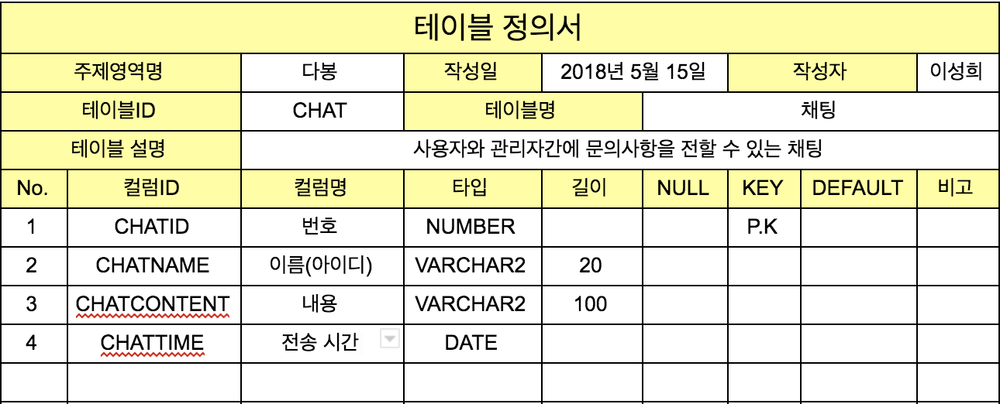 테이블 정의서
주제영역명 다봉 작성일 2018년 5월 15일 작성자 이성희
테이블ID CHAT 테이블명 채팅
테이블 설명 사용자와 관리자간에 문의사항을 전할 수 있는 채팅
No. 컬럼ID 컬럼명 타입 길이 NULL KEY DEFAULT 비고
1 CHATID 번호 NUMBER P.K
2 CHATNAME 이름(아이디) VARCHAR2 20
3 CHATCONTENT 내용 VARCHAR2 100
4 CHATTIME 전송 시간 DATE